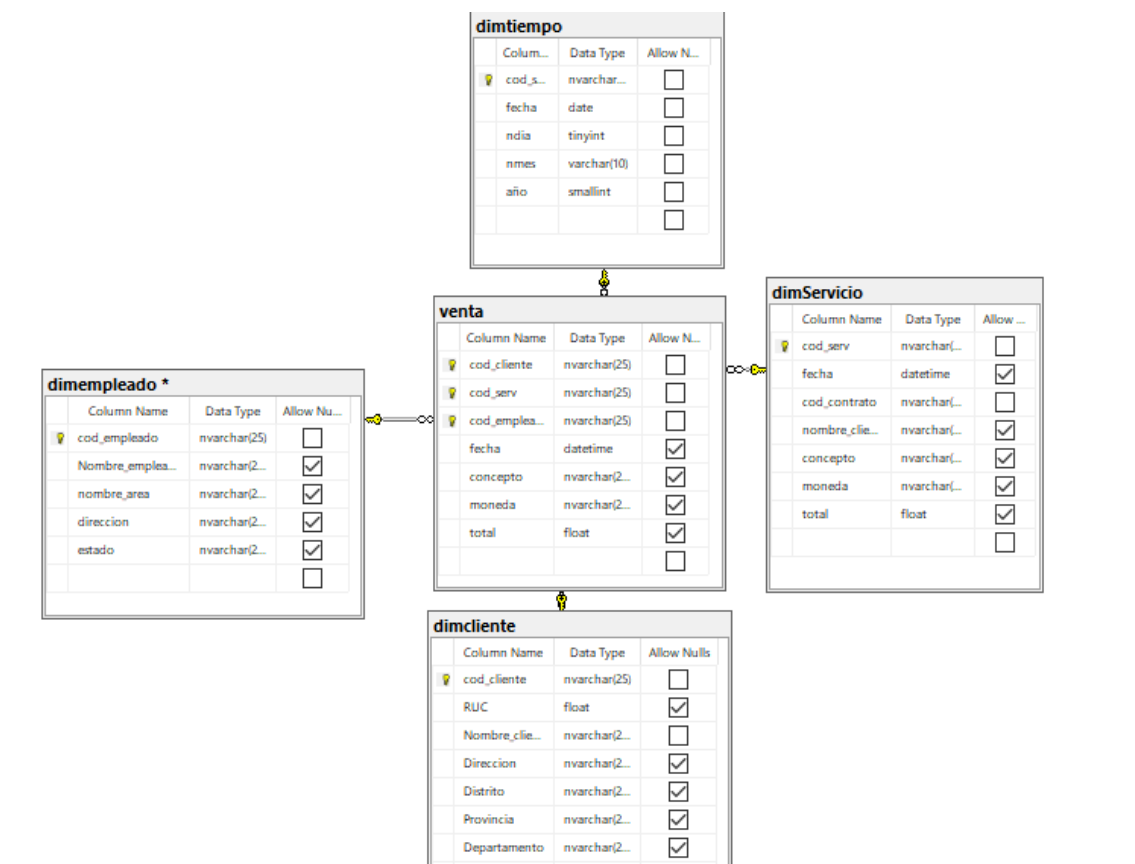 dimtiempo
Colum... Data Type Allow N...
cod_s... nvarchar...
fecha date
ndia tinyint
nmes varchar(10)
año smallint
dimServicio
Column Name Data Type Allow ...
cod_serv nvarchar(...
fecha datetime
cod_contrato nvarchar(...
nombre_clie... nvarchar(...
concepto nvarchar(...
moneda nvarchar(...
total float
venta
Column Name Data Type Allow N...
cod_cliente nvarchar(25)
cod_serv nvarchar(25)
cod_emplea... nvarchar(25)
fecha datetime
concepto nvarchar(2...
moneda nvarchar(2...
total float
dimempleado *
Column Name Data Type Allow Nu...
cod_empleado nvarchar(25)
Nombre_emplea... nvarchar(2...
nombre_area nvarchar(2...
direccion nvarchar(2...
estado nvarchar(2...
dimcliente
Column Name Data Type Allow Nulls
cod_cliente nvarchar(25)
RUC float
Nombre_clie... nvarchar(2...
Direccion nvarchar(2...
Distrito nvarchar(2...
Provincia nvarchar(2...
Departamento nvarchar(2...